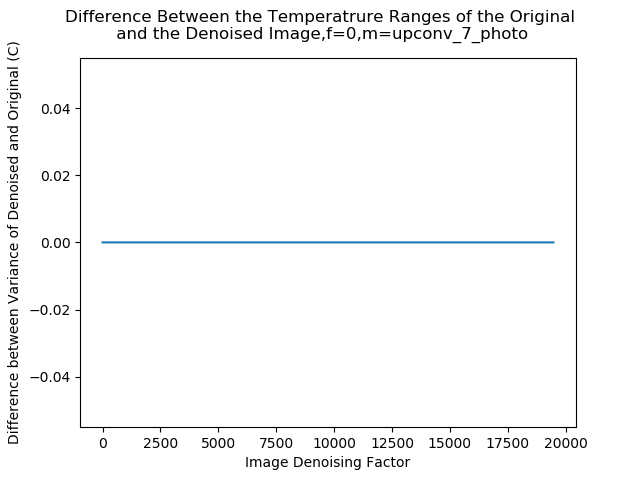 Difference Between the Temperatrure Ranges of the Original
and the Denoised Image,f=0,m=upconv_7_photo
Difference between Variance of Denoised and Original (C)
0.04
0.02
0.00
−0.02
−0.04
0 2500 5000 7500 10000 12500 15000 17500 20000
Image Denoising Factor